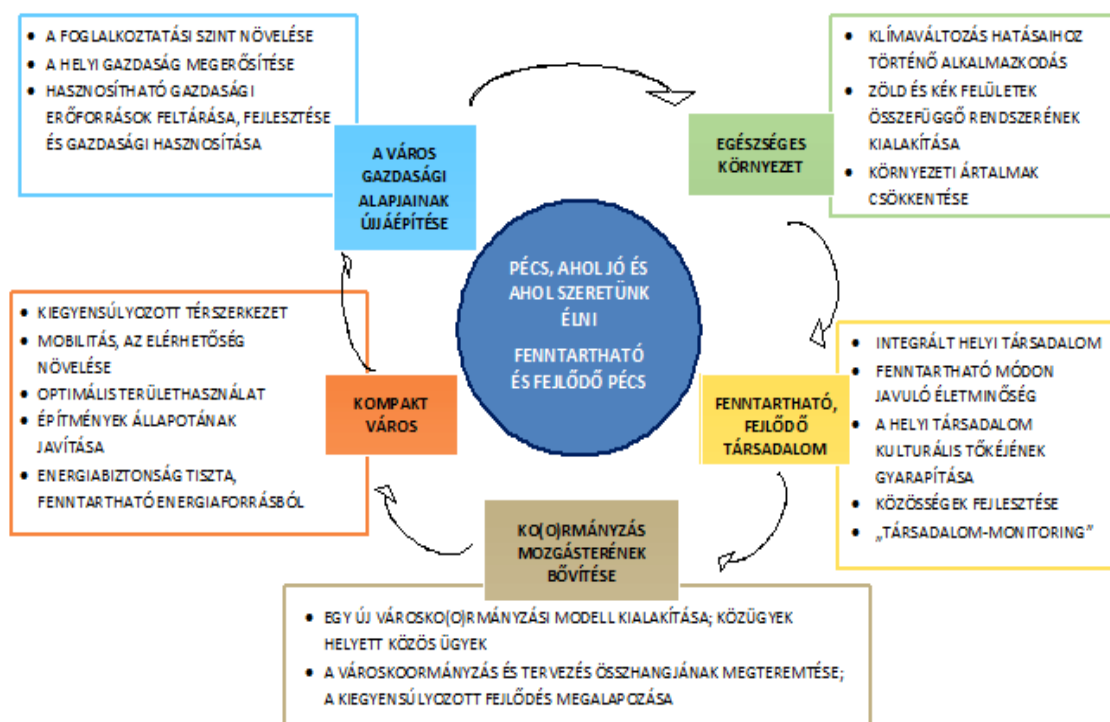 • A FOGLALKOZTATÁSI SZINT NÖVELÉSE
• A HELYI GAZDASÁG MEGERŐSÍTÉSE
• HASZNOSÍTHATÓ GAZDASÁGI
ERŐFORRÁSOK FELTÁRÁSA, FEJLESZTÉSE
ÉS GAZDASÁGI HASZNOSÍTÁSA
A VÁROS
GAZDASÁGI
ALAPJAINAK
ÚJJÁÉPÍTÉSE
• KLÍMAVÁLTOZÁS HATÁSAIHOZ
TÖRTÉNŐ ALKALMAZKODÁS
• ZÖLD ÉS KÉK FELÜLETEK
ÖSSZEFÜGGŐ RENDSZERÉNEK
KIALAKÍTÁSA
• KÖRNYEZETI ÁRTALMAK
CSÖKKENTÉSE
EGÉSZSÉGES
KÖRNYEZET
PÉCS, AHOL JÓ ÉS
AHOL SZERETÜNK
ÉLNI
FENNTARTHATÓ
ÉS FEJLŐDŐ PÉCS
• KIEGYENSÚLYOZOTT TÉRSZERKEZET
• MOBILITÁS, AZ ELÉRHETŐSÉG
NÖVELÉSE
• OPTIMÁLIS TERÜLETHASZNÁLAT
• ÉPÍTMÉNYEK ÁLLAPOTÁNAK
JAVÍTÁSA
• ENERGIABIZTONSÁG TISZTA,
FENNTARTHATÓ ENERGIAFORRÁSBÓL
KOMPAKT
VÁROS
FENNTARTHATÓ,
FEJLŐDŐ
TÁRSADALOM
• INTEGRÁLT HELYI TÁRSADALOM
• FENNTARTHATÓ MÓDON
JAVULÓ ÉLETMINŐSÉG
• A HELYI TÁRSADALOM
KULTURÁLIS TŐKÉJÉNEK
GYARAPÍTÁSA
• KÖZÖSSÉGEK FEJLESZTÉSE
• „TÁRSADALOM-MONITORING”
KO(O)RMÁNYZÁS
MOZGÁSTERÉNEK
BŐVÍTÉSE
• EGY ÚJ VÁROSKO(O)RMÁNYZÁSI MODELL KIALAKÍTÁSA; KÖZÜGYEK
HELYETT KÖZÖS ÜGYEK
• A VÁROSKOORMÁNYZÁS ÉS TERVEZÉS ÖSSZHANGJÁNAK MEGTEREMTÉSE;
A KIEGYENSÚLYOZOTT FEJLŐDÉS MEGALAPOZÁSA